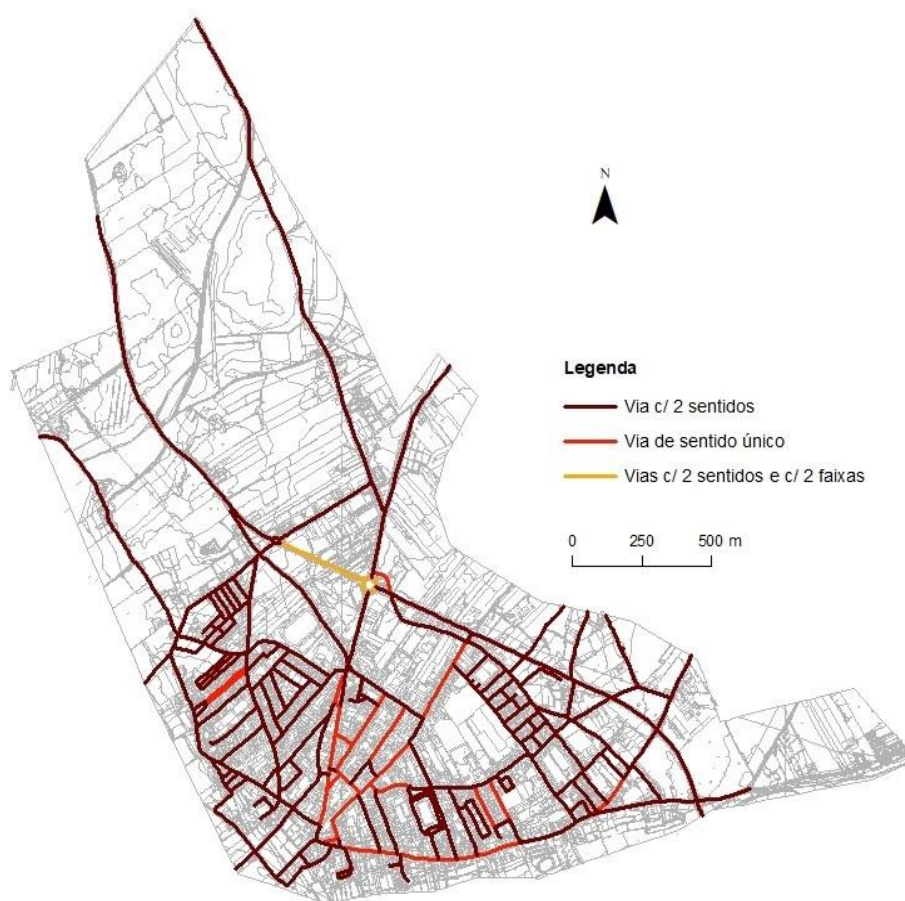 N
Legenda
Via c/ 2 sentidos
Via de sentido único
Vias c/ 2 sentidos e c/ 2 faixas
0 250 500 m